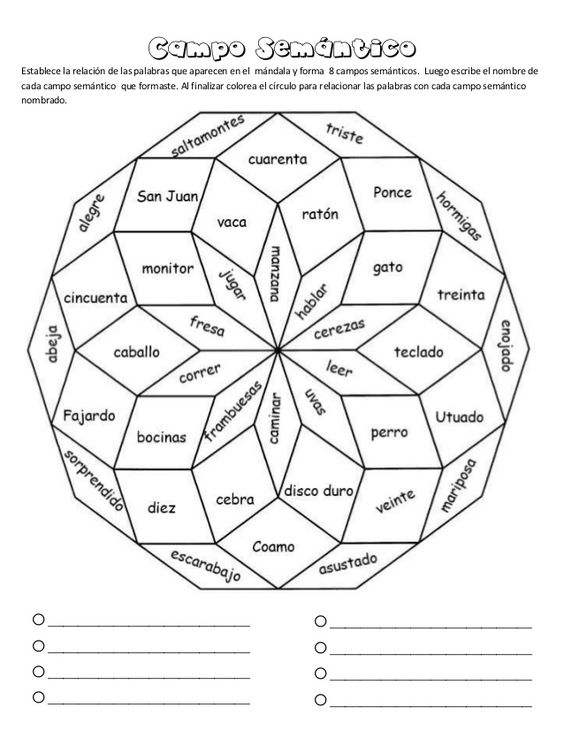 Campo Semántico
Establece la relación de las palabras que aparecen en el mándala y forma 8 campos semánticos. Luego escribe el nombre de
cada campo semántico que formaste. Al finalizar colorea el círculo para relacionar las palabras con cada campo semántico
nombrado.
saltamontes
triste
cuarenta
alegre
San Juan
Ponce
hormigas
vaca
ratón
monitor
jugar
manzana
hablar
gato
cincuenta
treinta
fresa
cerezas
abeja
caballo
teclado
enojado
correr
leer
Fajardo
bocinas
frambuesas
caminar
uvas
perro
Utuado
sorprendido
diez
cebra
disco duro
veinte
mariposa
Coamo
escarabajo
asustado